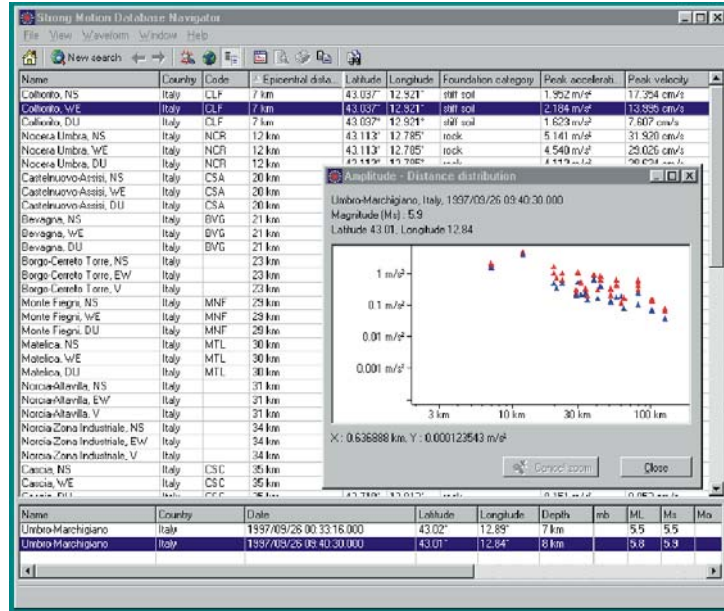 Strong Motion Database Navigator
File View Waveform Window Help
New search
Name Country Code Epicentral dista... Latitude Longitude Foundation category Peak accelerati... Peak velocity
Colfiorito, NS Italy CLF 7 km 43.037° 12.921° stiff soil 1.952 m/s² 17.354 cm/s
Colfiorito, WE Italy CLF 7 km 43.037° 12.921° stiff soil 2.184 m/s² 13.995 cm/s
Colfiorito, DU Italy CLF 7 km 43.037° 12.921° stiff soil 1.623 m/s² 7.607 cm/s
Nocera Umbra, NS Italy NCR 12 km 43.113° 12.785° rock 5.141 m/s² 31.920 cm/s
Nocera Umbra, WE Italy NCR 12 km 43.113° 12.785° rock 4.540 m/s² 29.026 cm/s
Nocera Umbra, DU Italy NCR 12 km
Castelnuovo-Assisi, NS Italy CSA 20 km
Castelnuovo-Assisi, WE Italy CSA 20 km
Castelnuovo-Assisi, DU Italy CSA 20 km
Bevagna, NS Italy BVG 21 km
Bevagna, WE Italy BVG 21 km
Bevagna, DU Italy BVG 21 km
Borgo-Cerreto Torre, NS Italy 23 km
Borgo-Cerreto Torre, EW Italy 23 km
Borgo-Cerreto Torre, V Italy 23 km
Monte Fiegni, NS Italy MNF 29 km
Monte Fiegni, WE Italy MNF 29 km
Monte Fiegni, DU Italy MNF 29 km
Matelica, NS Italy MTL 30 km
Matelica, WE Italy MTL 30 km
Matelica, DU Italy MTL 30 km
Norcia-Altavilla, NS Italy 31 km
Norcia-Altavilla, EW Italy 31 km
Norcia-Altavilla, V Italy 31 km
Norcia-Zona Industriale, NS Italy 34 km
Norcia-Zona Industriale, EW Italy 34 km
Norcia-Zona Industriale, V Italy 34 km
Cascia, NS Italy CSC 35 km
Cascia, WE Italy CSC 35 km
Amplitude - Distance distribution
Umbro-Marchigiano, Italy, 1997/09/26 09:40:30.000
Magnitude (Ms) : 5.9
Latitude 43.01, Longitude 12.84
1 m/s²
0.1 m/s²
0.01 m/s²
0.001 m/s²
3 km 10 km 30 km 100 km
X : 0.636888 km, Y : 0.000123543 m/s²
Cancel zoom Close
Name Country Date Latitude Longitude Depth mb ML Ms Mo
Umbro-Marchigiano Italy 1997/09/26 00:33:16.000 43.02° 12.89° 7 km 5.5 5.5
Umbro-Marchigiano Italy 1997/09/26 09:40:30.000 43.01° 12.84° 8 km 5.8 5.9